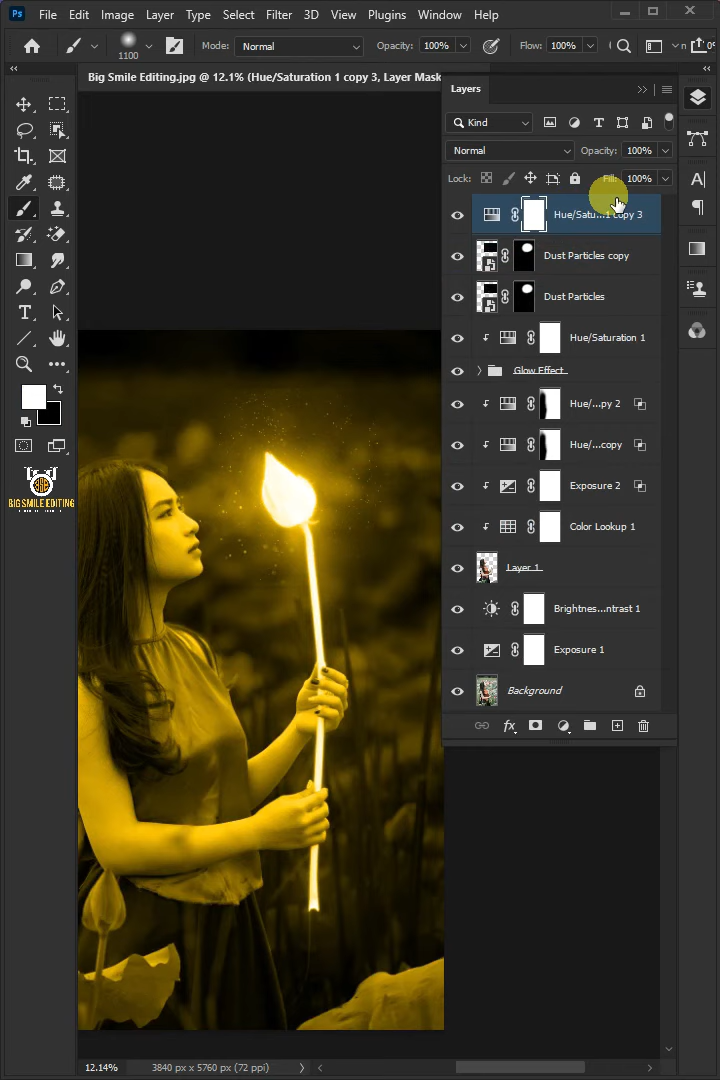 Ps File Edit Image Layer Type Select Filter 3D View Plugins Window Help
1100 Mode: Normal Opacity: 100% Flow: 100%
Big Smile Editing.jpg @ 12.1% (Hue/Saturation 1 copy 3, Layer Mask
Layers
Kind
Normal Opacity: 100%
Lock: Fill: 100%
Hue/Satu...1 copy 3
Dust Particles copy
Dust Particles
Hue/Saturation 1
Glow Effect
Hue/...py 2
Hue/...copy
BIG SMILE EDITING
Exposure 2
Color Lookup 1
Layer 1
Brightnes...ntrast 1
Exposure 1
Background
fx
12.14% 3840 px x 5760 px (72 ppi)